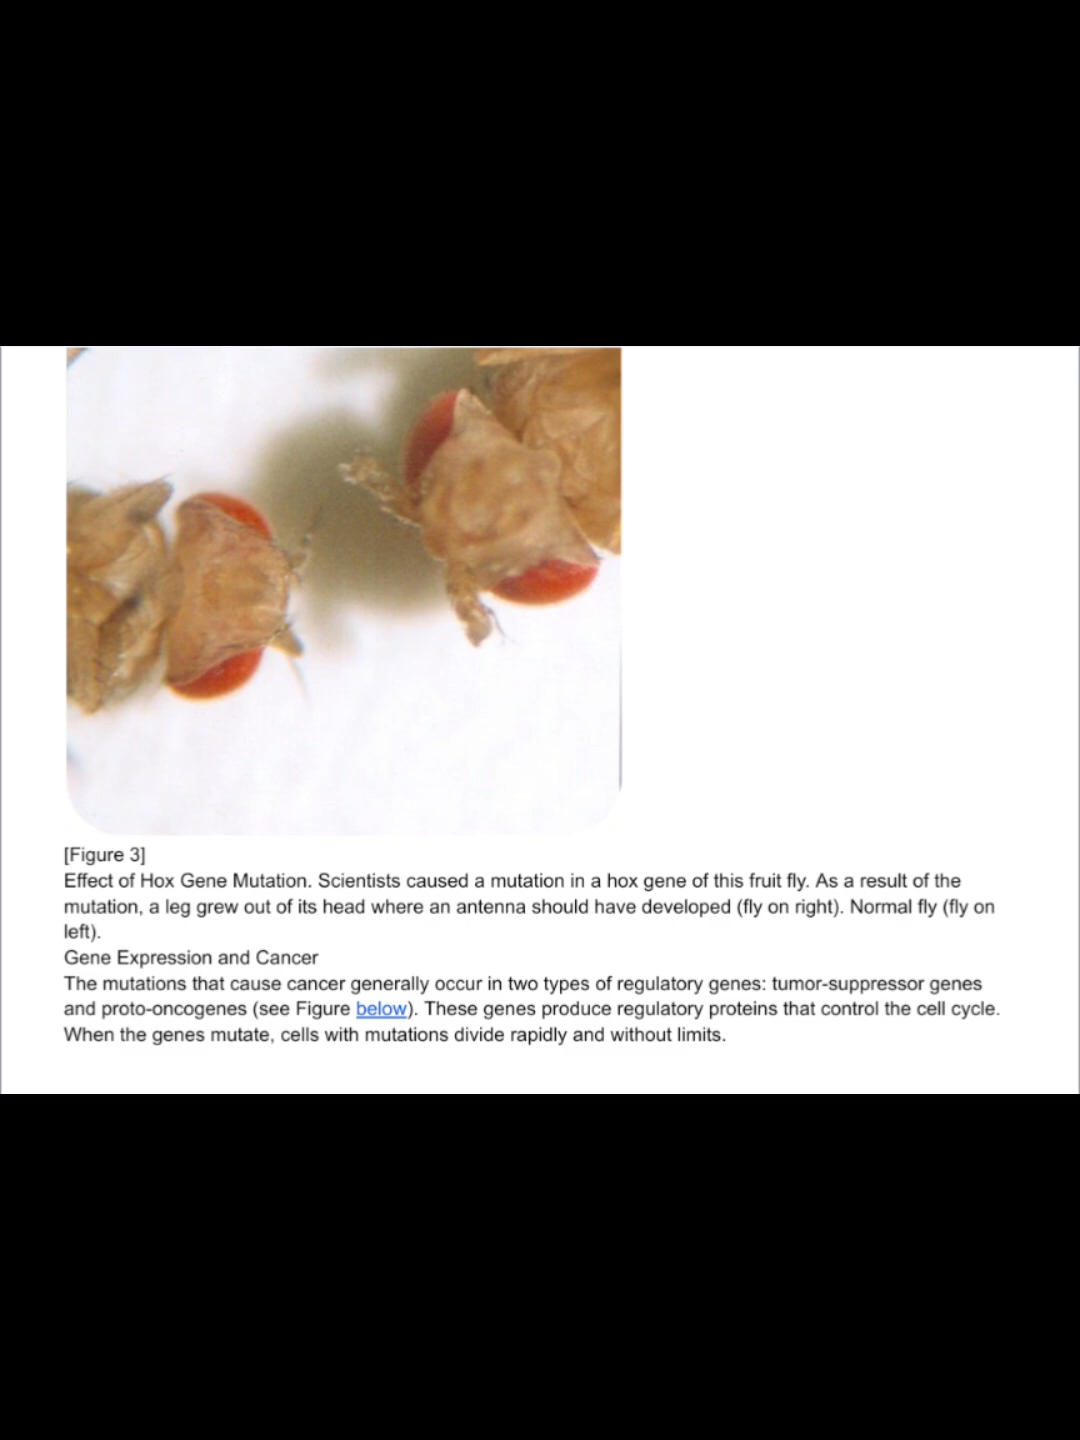 [Figure 3]
Effect of Hox Gene Mutation. Scientists caused a mutation in a hox gene of this fruit fly. As a result of the
mutation, a leg grew out of its head where an antenna should have developed (fly on right). Normal fly (fly on
left).
Gene Expression and Cancer
The mutations that cause cancer generally occur in two types of regulatory genes: tumor-suppressor genes
and proto-oncogenes (see Figure below). These genes produce regulatory proteins that control the cell cycle.
When the genes mutate, cells with mutations divide rapidly and without limits.